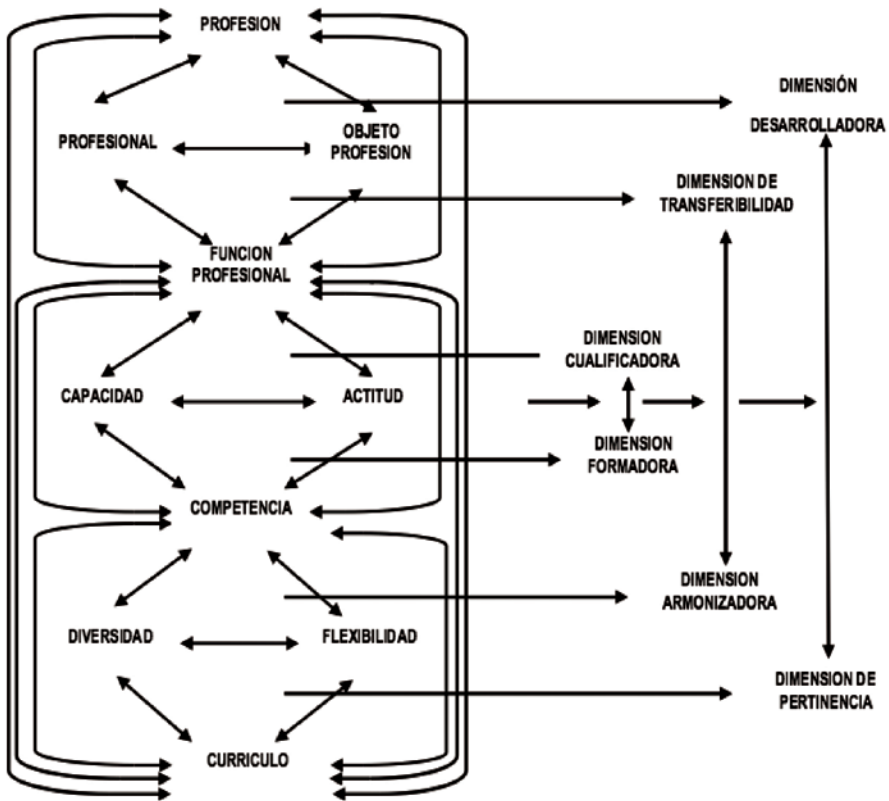 PROFESION
DIMENSIÓN
DESARROLLADORA
PROFESIONAL
OBJETO
PROFESION
DIMENSION DE
TRANSFERIBILIDAD
FUNCION
PROFESIONAL
DIMENSION
CUALIFICADORA
CAPACIDAD
ACTITUD
DIMENSION
FORMADORA
COMPETENCIA
DIMENSION
ARMONIZADORA
DIVERSIDAD
FLEXIBILIDAD
DIMENSION DE
PERTINENCIA
CURRICULO